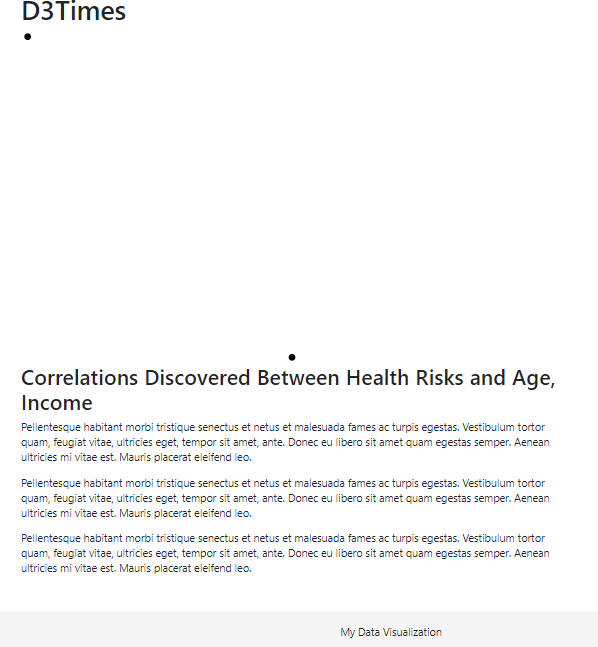 D3Times
Correlations Discovered Between Health Risks and Age,
Income
Pellentesque habitant morbi tristique senectus et netus et malesuada fames ac turpis egestas. Vestibulum tortor
quam, feugiat vitae, ultricies eget, tempor sit amet, ante. Donec eu libero sit amet quam egestas semper. Aenean
ultricies mi vitae est. Mauris placerat eleifend leo.
Pellentesque habitant morbi tristique senectus et netus et malesuada fames ac turpis egestas. Vestibulum tortor
quam, feugiat vitae, ultricies eget, tempor sit amet, ante. Donec eu libero sit amet quam egestas semper. Aenean
ultricies mi vitae est. Mauris placerat eleifend leo.
Pellentesque habitant morbi tristique senectus et netus et malesuada fames ac turpis egestas. Vestibulum tortor
quam, feugiat vitae, ultricies eget, tempor sit amet, ante. Donec eu libero sit amet quam egestas semper. Aenean
ultricies mi vitae est. Mauris placerat eleifend leo.
My Data Visualization